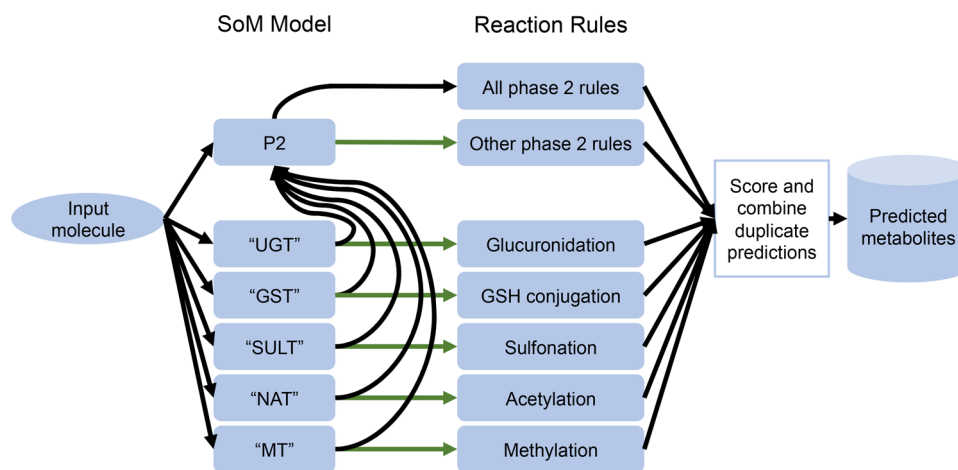 SoM Model
Reaction Rules
All phase 2 rules
P2
Other phase 2 rules
Input
molecule
"UGT"
Glucuronidation
"GST"
GSH conjugation
"SULT"
Sulfonation
"NAT"
Acetylation
"MT"
Methylation
Score and
combine
duplicate
predictions
Predicted
metabolites